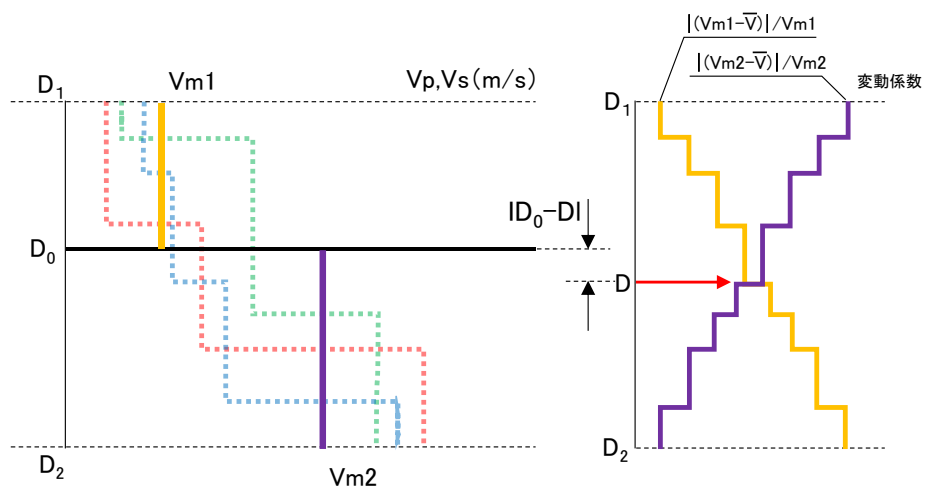 D₁
Vm1
Vp,Vs(m/s)
D₀
D₂
Vm2
|(Vm1-V̅)|/Vm1
|(Vm2-V̅)|/Vm2
変動係数
D₁
|D₀-D|
D
D₂